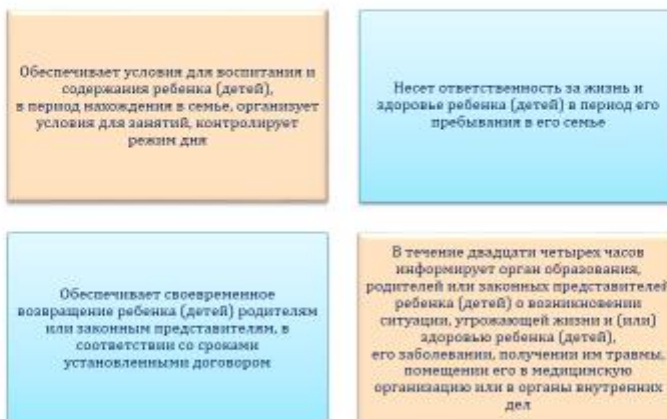 Обеспечивает условия для воспитания и
содержания ребенка (детей),
в период нахождения в семье, организует
условия для занятий, контролирует
режим дня
Несет ответственность за жизнь и
здоровье ребенка (детей) в период его
пребывания в его семье
Обеспечивает своевременное
возвращение ребенка (детей) родителям
или законным представителям, в
соответствии со сроками
установленными договором
В течение двадцати четырех часов
информирует орган образования,
родителей или законных представителей
ребенка (детей) о возникновении
ситуации, угрожающей жизни и (или)
здоровью ребенка (детей),
его заболевании, получении им травмы,
помещении его в медицинскую
организацию или в органы внутренних
дел